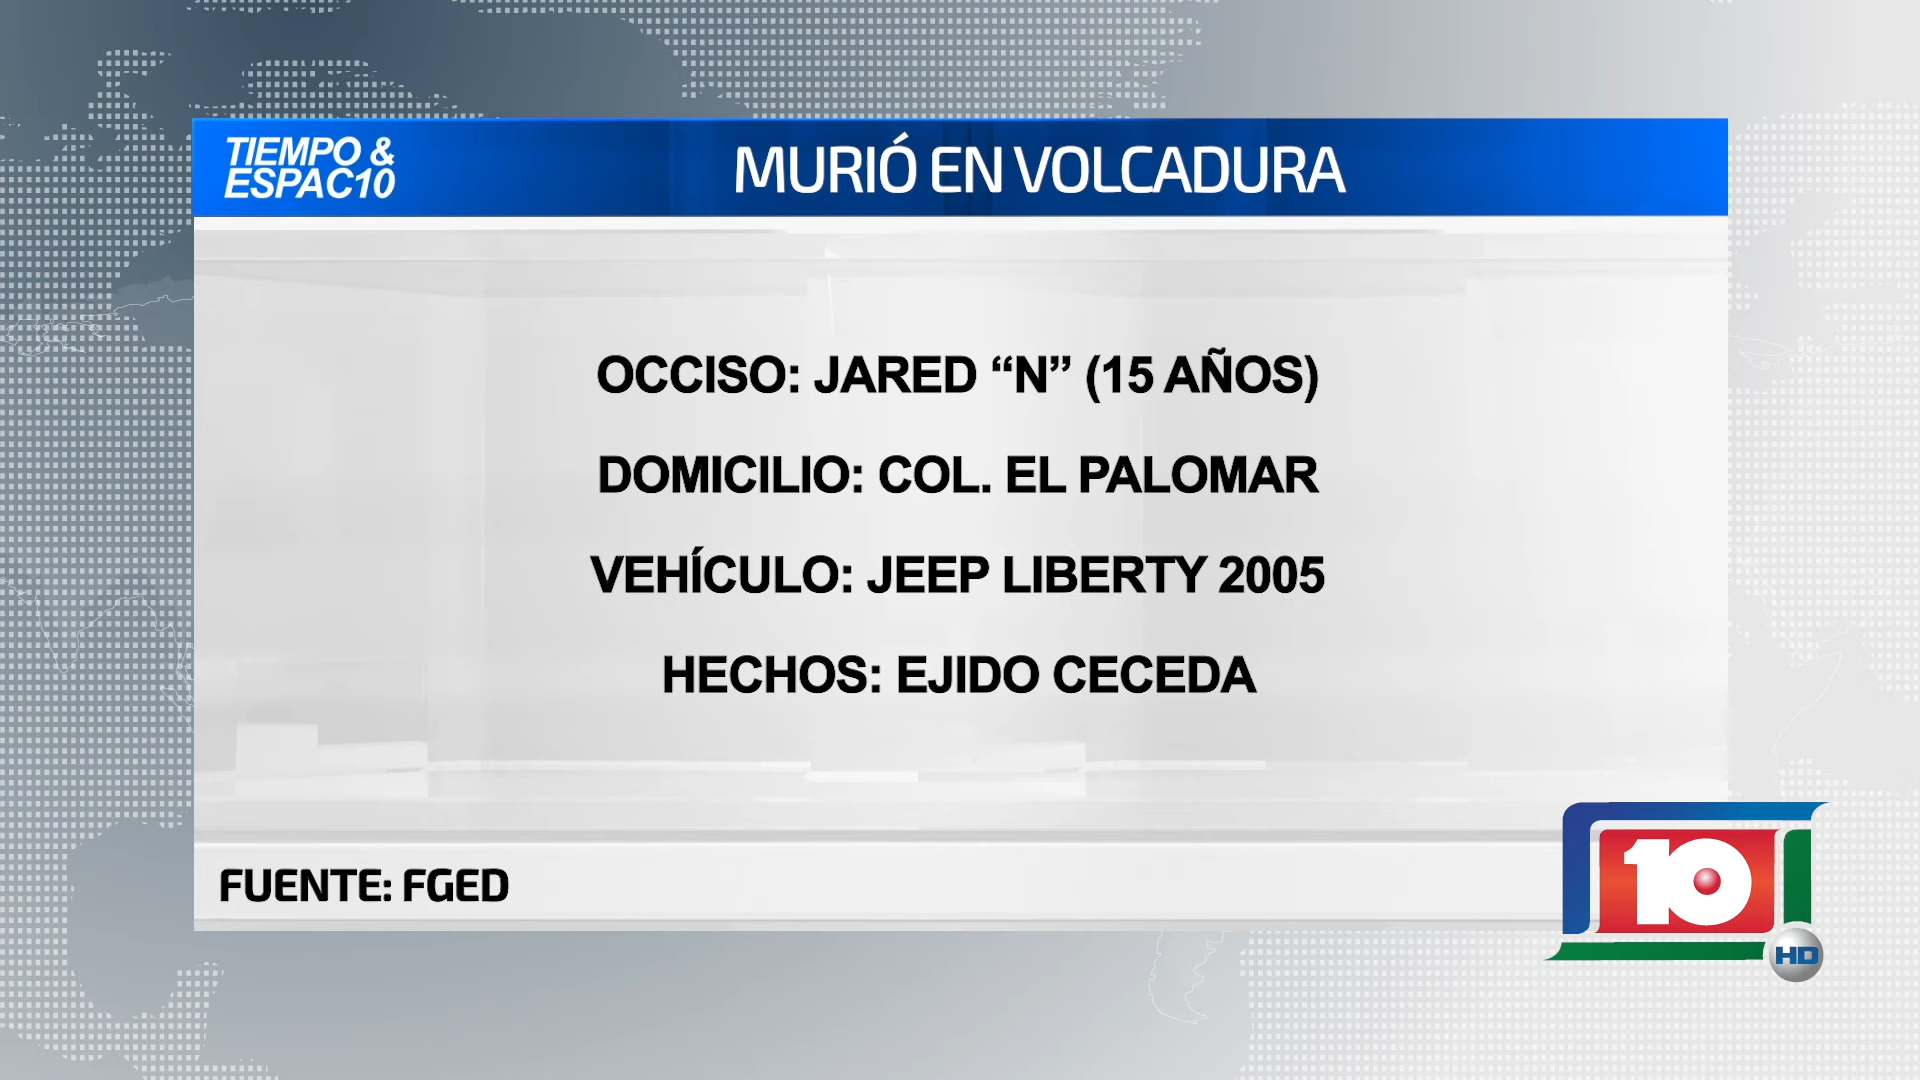 TIEMPO &
ESPAC10
MURIÓ EN VOLCADURA
OCCISO: JARED “N” (15 AÑOS)
DOMICILIO: COL. EL PALOMAR
VEHÍCULO: JEEP LIBERTY 2005
HECHOS: EJIDO CECEDA
FUENTE: FGED
10
HD